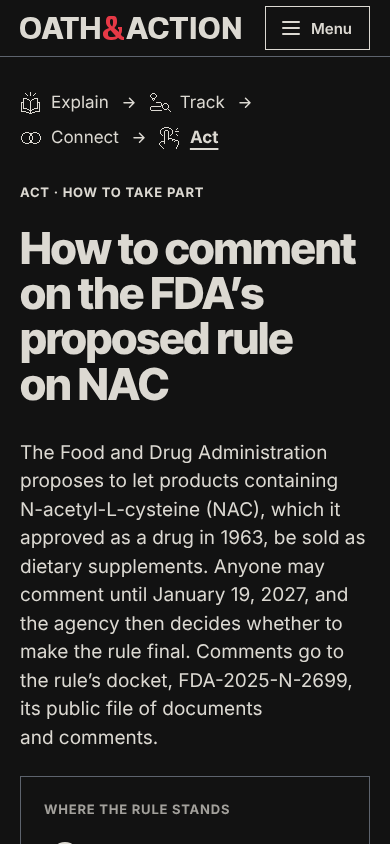 OATH&ACTION
Menu
Explain → Track →
Connect → Act
ACT · HOW TO TAKE PART
How to comment
on the FDA’s
proposed rule
on NAC
The Food and Drug Administration
proposes to let products containing
N-acetyl-L-cysteine (NAC), which it
approved as a drug in 1963, be sold as
dietary supplements. Anyone may
comment until January 19, 2027, and
the agency then decides whether to
make the rule final. Comments go to
the rule’s docket, FDA-2025-N-2699,
its public file of documents
and comments.
WHERE THE RULE STANDS